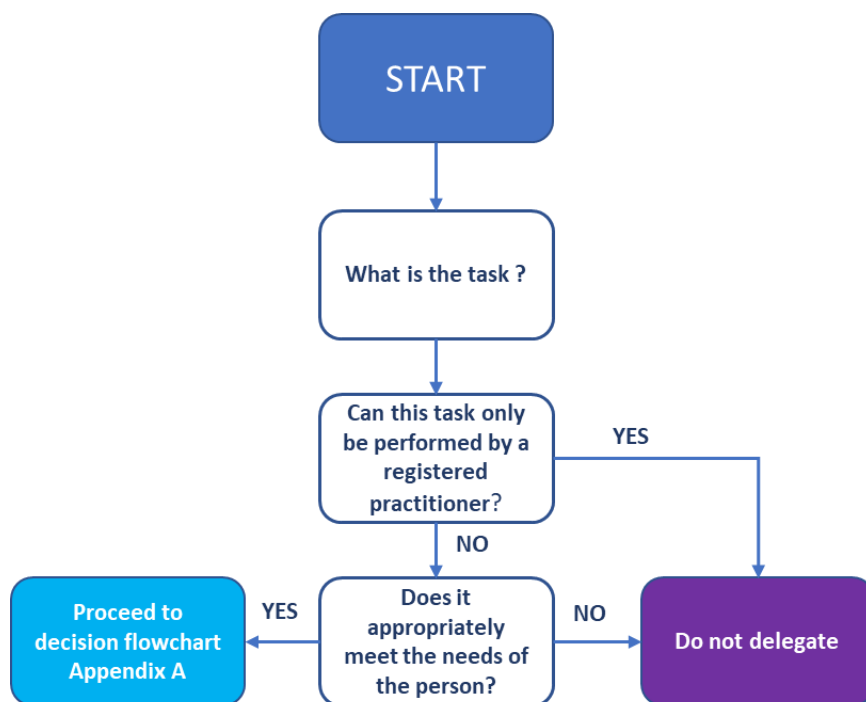 START
What is the task ?
Can this task only
be performed by a
registered
practitioner?
YES
NO
Does it
appropriately
meet the needs of
the person?
YES
NO
Proceed to
decision flowchart
Appendix A
Do not delegate